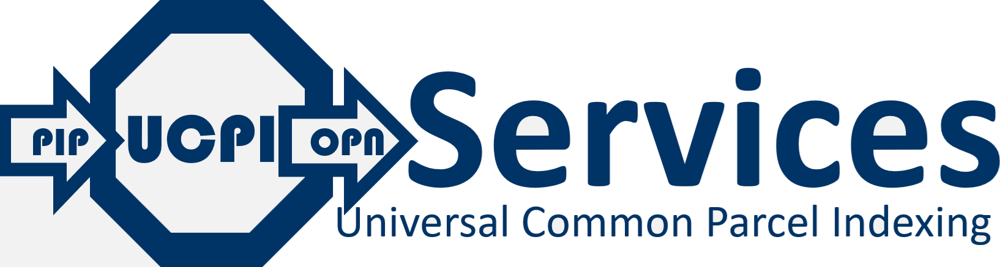 PIP UCPI OPN Services
Universal Common Parcel Indexing